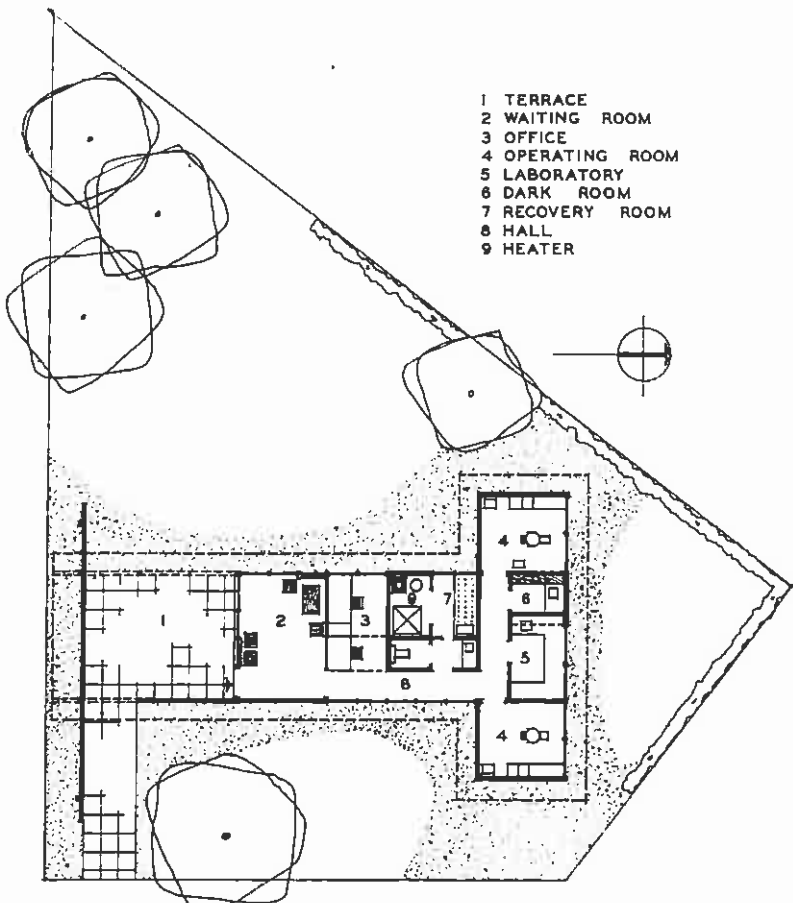 1 TERRACE
2 WAITING ROOM
3 OFFICE
4 OPERATING ROOM
5 LABORATORY
6 DARK ROOM
7 RECOVERY ROOM
8 HALL
9 HEATER
4
6
9 7
1 2 3
5
8
4